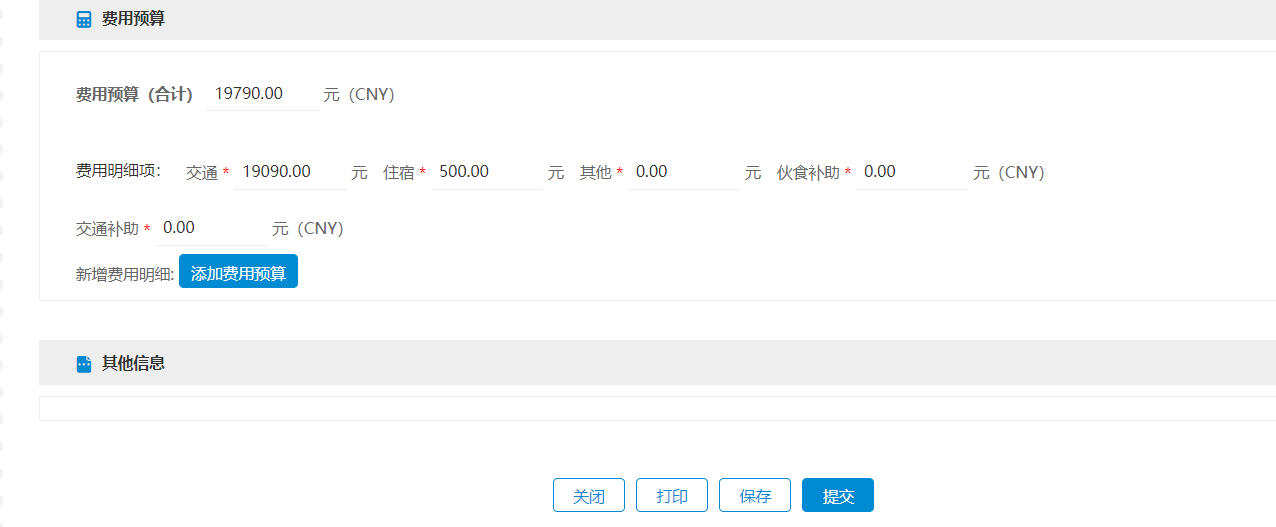 费用预算
费用预算（合计） 19790.00 元（CNY）
费用明细项： 交通 * 19090.00 元 住宿 * 500.00 元 其他 * 0.00 元 伙食补助 * 0.00 元（CNY）
交通补助 * 0.00 元（CNY）
新增费用明细: 添加费用预算
其他信息
关闭 打印 保存 提交